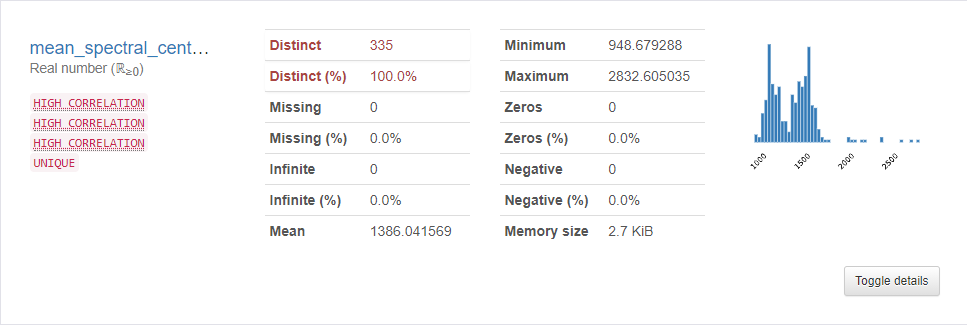 mean_spectral_cent…
Real number (ℝ≥0)
HIGH CORRELATION
HIGH CORRELATION
HIGH CORRELATION
UNIQUE
Distinct 335
Distinct (%) 100.0%
Missing 0
Missing (%) 0.0%
Infinite 0
Infinite (%) 0.0%
Mean 1386.041569
Minimum 948.679288
Maximum 2832.605035
Zeros 0
Zeros (%) 0.0%
Negative 0
Negative (%) 0.0%
Memory size 2.7 KiB
1000 1500 2000 2500
Toggle details